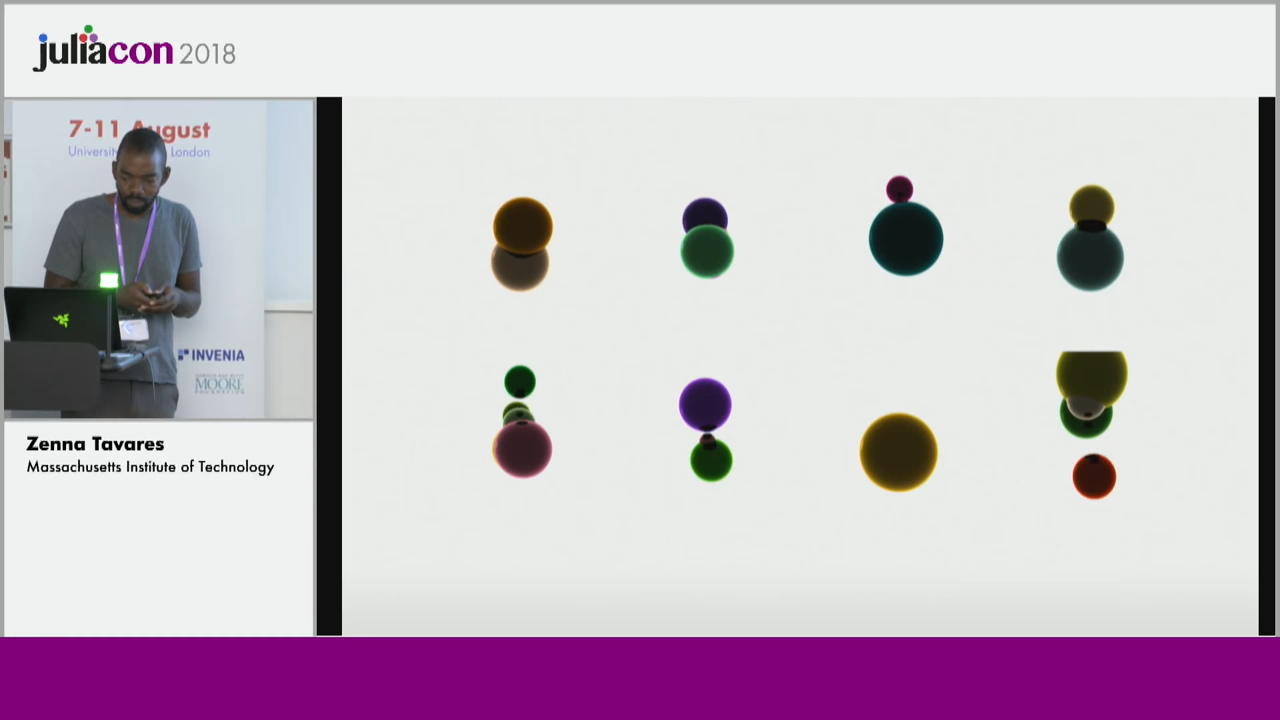 juliacon 2018
7-11 August
London
INVENIA
MOORE
Zenna Tavares
Massachusetts Institute of Technology